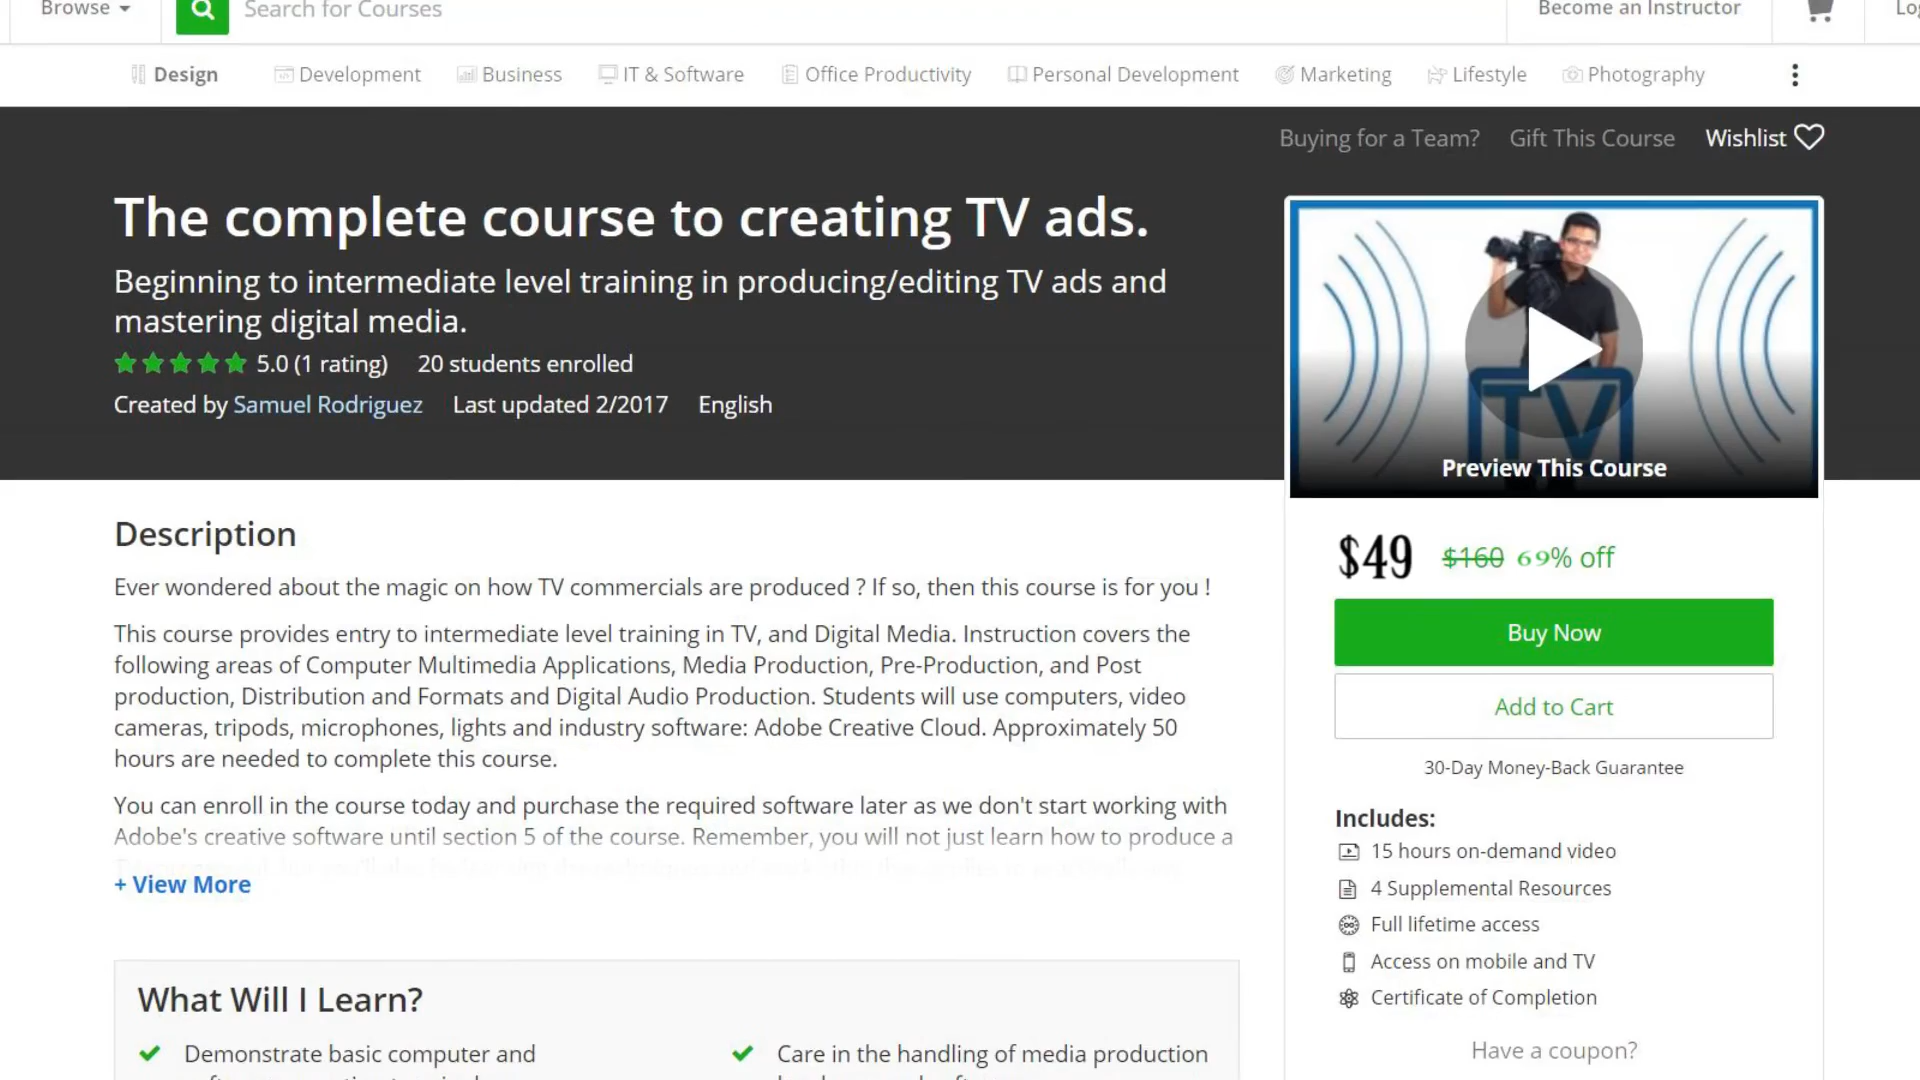 Browse
Search for Courses
Become an Instructor
Design
Development
Business
IT & Software
Office Productivity
Personal Development
Marketing
Lifestyle
Photography
Buying for a Team?
Gift This Course
Wishlist
The complete course to creating TV ads.
Beginning to intermediate level training in producing/editing TV ads and
mastering digital media.
5.0 (1 rating) 20 students enrolled
Created by Samuel Rodriguez Last updated 2/2017 English
TV
Preview This Course
$49 $160 69% off
Buy Now
Add to Cart
30-Day Money-Back Guarantee
Includes:
15 hours on-demand video
4 Supplemental Resources
Full lifetime access
Access on mobile and TV
Certificate of Completion
Have a coupon?
Description
Ever wondered about the magic on how TV commercials are produced ? If so, then this course is for you !
This course provides entry to intermediate level training in TV, and Digital Media. Instruction covers the
following areas of Computer Multimedia Applications, Media Production, Pre-Production, and Post
production, Distribution and Formats and Digital Audio Production. Students will use computers, video
cameras, tripods, microphones, lights and industry software: Adobe Creative Cloud. Approximately 50
hours are needed to complete this course.
You can enroll in the course today and purchase the required software later as we don't start working with
Adobe's creative software until section 5 of the course. Remember, you will not just learn how to produce a
+ View More
What Will I Learn?
Demonstrate basic computer and
Care in the handling of media production